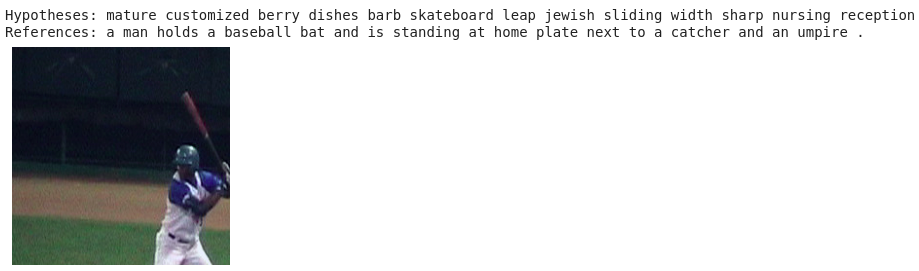 Hypotheses: mature customized berry dishes barb skateboard leap jewish sliding width sharp nursing reception
References: a man holds a baseball bat and is standing at home plate next to a catcher and an umpire .